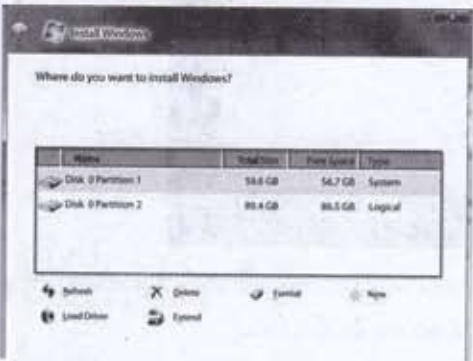 Install Windows
Where do you want to install Windows?
Name Total Size Free Space Type
Disk 0 Partition 1 58.6 GB 56.7 GB System
Disk 0 Partition 2 89.4 GB 86.5 GB Logical
Refresh Delete Format New
Load Driver Extend